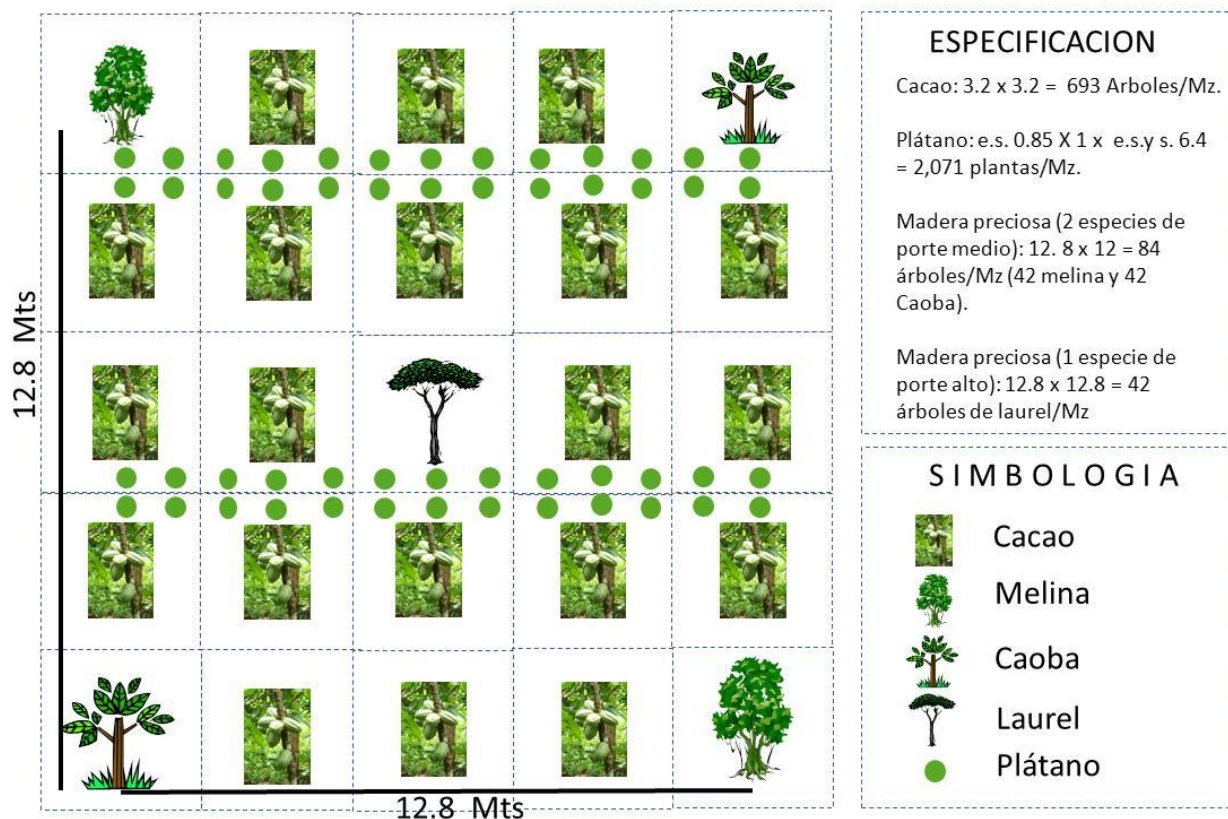 12.8 Mts
12.8 Mts
ESPECIFICACION
Cacao: 3.2 x 3.2 = 693 Arboles/Mz.
Plátano: e.s. 0.85 X 1 x e.s.y s. 6.4
= 2,071 plantas/Mz.
Madera preciosa (2 especies de
porte medio): 12. 8 x 12 = 84
árboles/Mz (42 melina y 42
Caoba).
Madera preciosa (1 especie de
porte alto): 12.8 x 12.8 = 42
árboles de laurel/Mz
S I M B O L O G I A
Cacao
Melina
Caoba
Laurel
Plátano